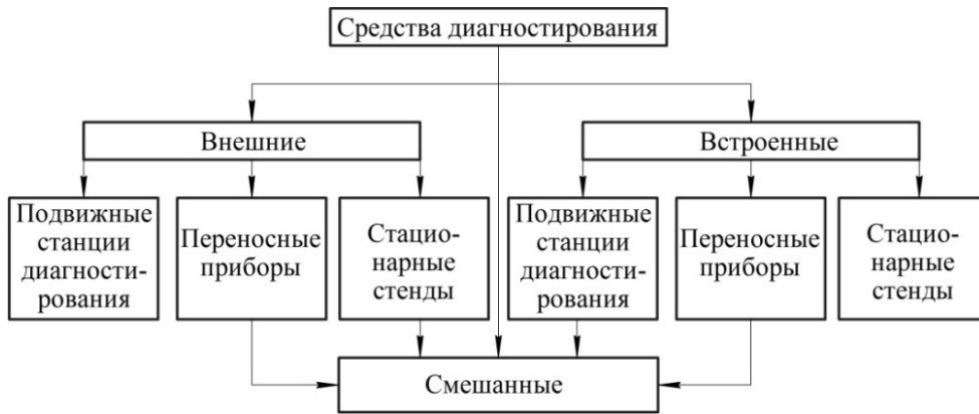 Средства диагностирования
Внешние
Встроенные
Подвижные
станции
диагности-
рования
Переносные
приборы
Стацио-
нарные
стенды
Подвижные
станции
диагности-
рования
Переносные
приборы
Стацио-
нарные
стенды
Смешанные